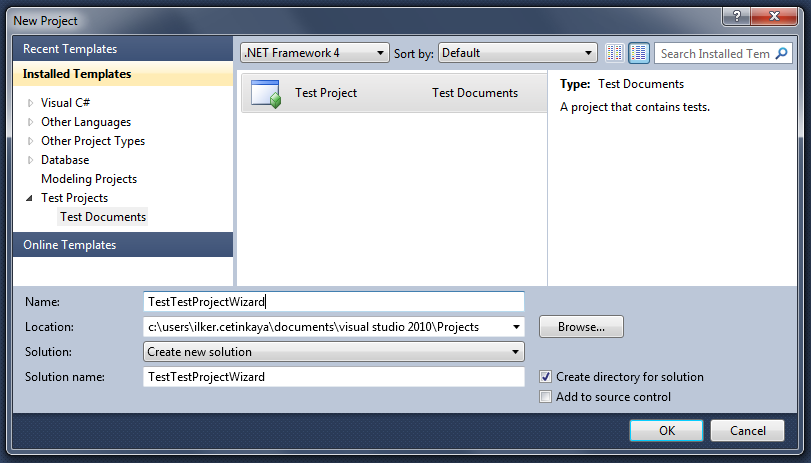 New Project
Recent Templates
.NET Framework 4 Sort by: Default Search Installed Tem
Installed Templates
Visual C#
Other Languages
Other Project Types
Database
Modeling Projects
Test Projects
Test Documents
Online Templates
Test Project Test Documents
Type: Test Documents
A project that contains tests.
Name: TestTestProjectWizard
Location: c:\users\ilker.cetinkaya\documents\visual studio 2010\Projects Browse...
Solution: Create new solution
Solution name: TestTestProjectWizard Create directory for solution
Add to source control
OK Cancel